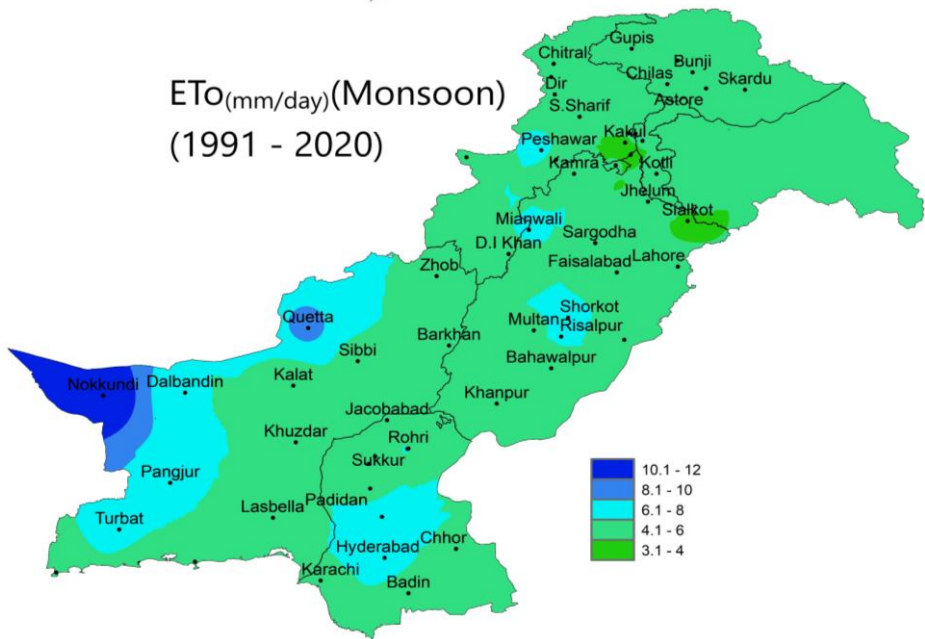 ETo(mm/day)(Monsoon)
(1991 - 2020)
Gupis
Chitral
Bunji
Chilas
Skardu
Dir
Astore
S.Sharif
Peshawar
Kakul
Kamra
Kotli
Jhelum
Mianwali
Sialkot
Sargodha
D.I Khan
Lahore
Faisalabad
Zhob
Quetta
Shorkot
Multan
Risalpur
Barkhan
Sibbi
Bahawalpur
Nokkundi
Dalbandin
Kalat
Khanpur
Jacobabad
Khuzdar
Rohri
Sukkur
Pangjur
Padidan
Lasbella
Turbat
Chhor
Hyderabad
Karachi
Badin
10.1 - 12
8.1 - 10
6.1 - 8
4.1 - 6
3.1 - 4